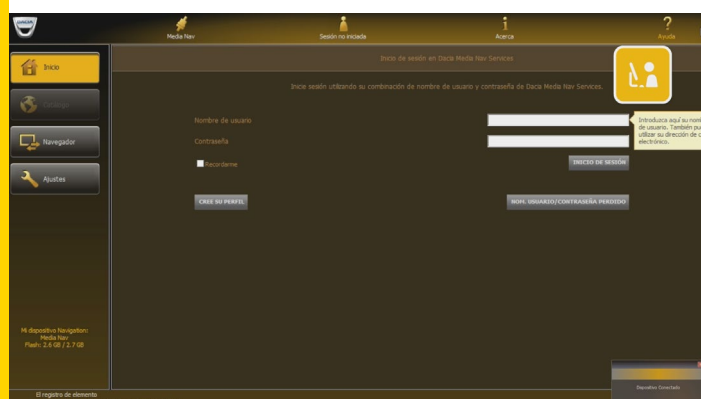 DACIA
Media Nav
Sesión no iniciada
Acerca
Ayuda
Inicio
Inicio de sesión en Dacia Media Nav Services
Inicie sesión utilizando su combinación de nombre de usuario y contraseña de Dacia Media Nav Services.
Catálogo
Nombre de usuario
Introduzca aquí su nom
de usuario. También pu
utilizar su dirección de c
electrónico.
Contraseña
Navegador
Recordarme
INICIO DE SESIÓN
Ajustes
CREE SU PERFIL
NOM. USUARIO/CONTRASEÑA PERDIDO
Mi dispositivo Navigation:
Media Nav
Flash: 2.6 GB / 2.7 GB
Dispositivo Conectado
El registro de elemento